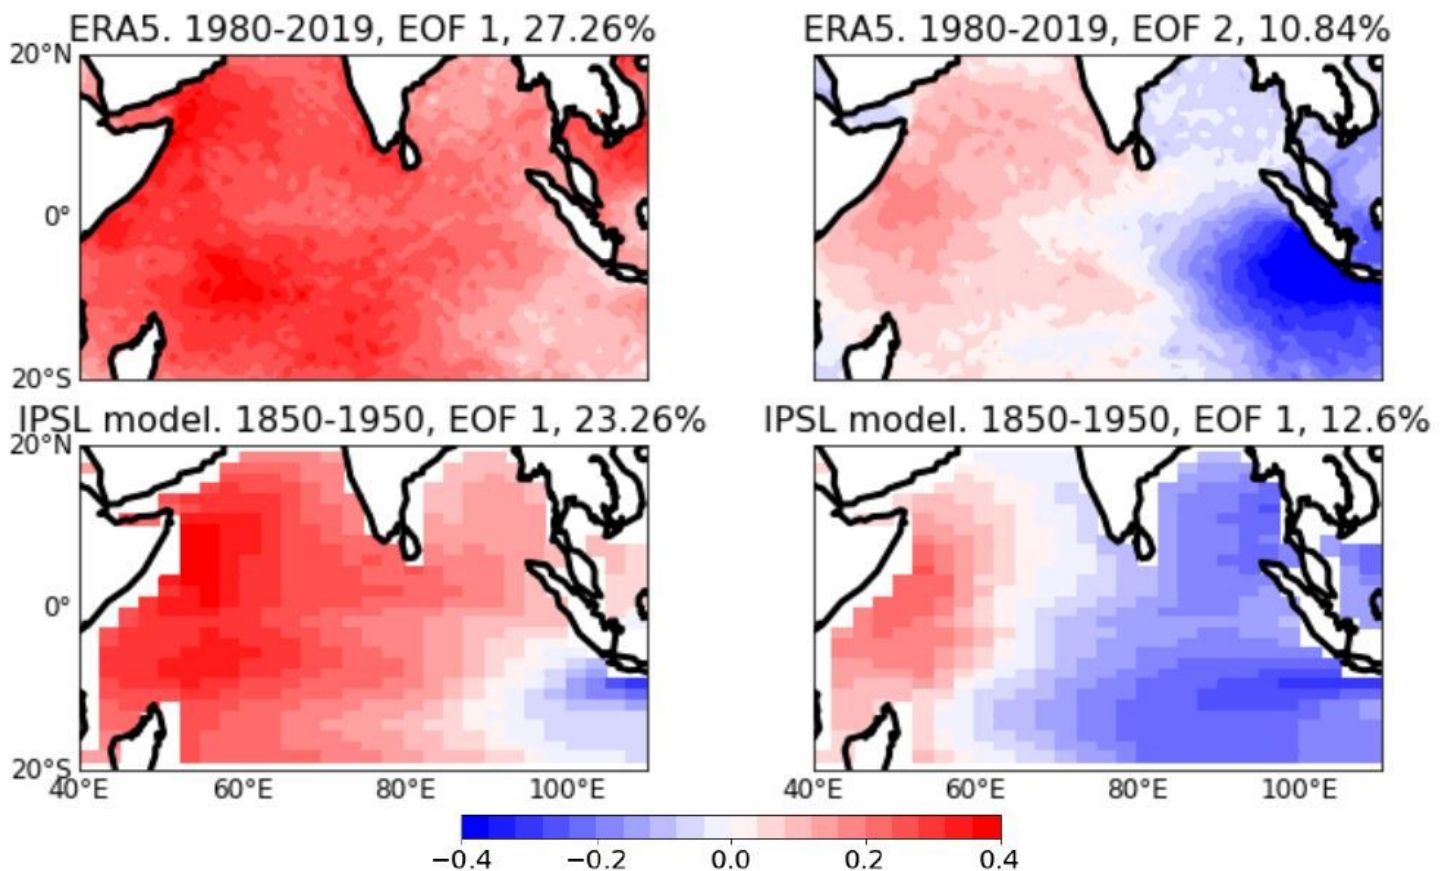 ERA5. 1980-2019, EOF 1, 27.26%
ERA5. 1980-2019, EOF 2, 10.84%
20°N
0°
20°S
IPSL model. 1850-1950, EOF 1, 23.26%
IPSL model. 1850-1950, EOF 1, 12.6%
20°N
0°
20°S
40°E 60°E 80°E 100°E
40°E 60°E 80°E 100°E
−0.4 −0.2 0.0 0.2 0.4